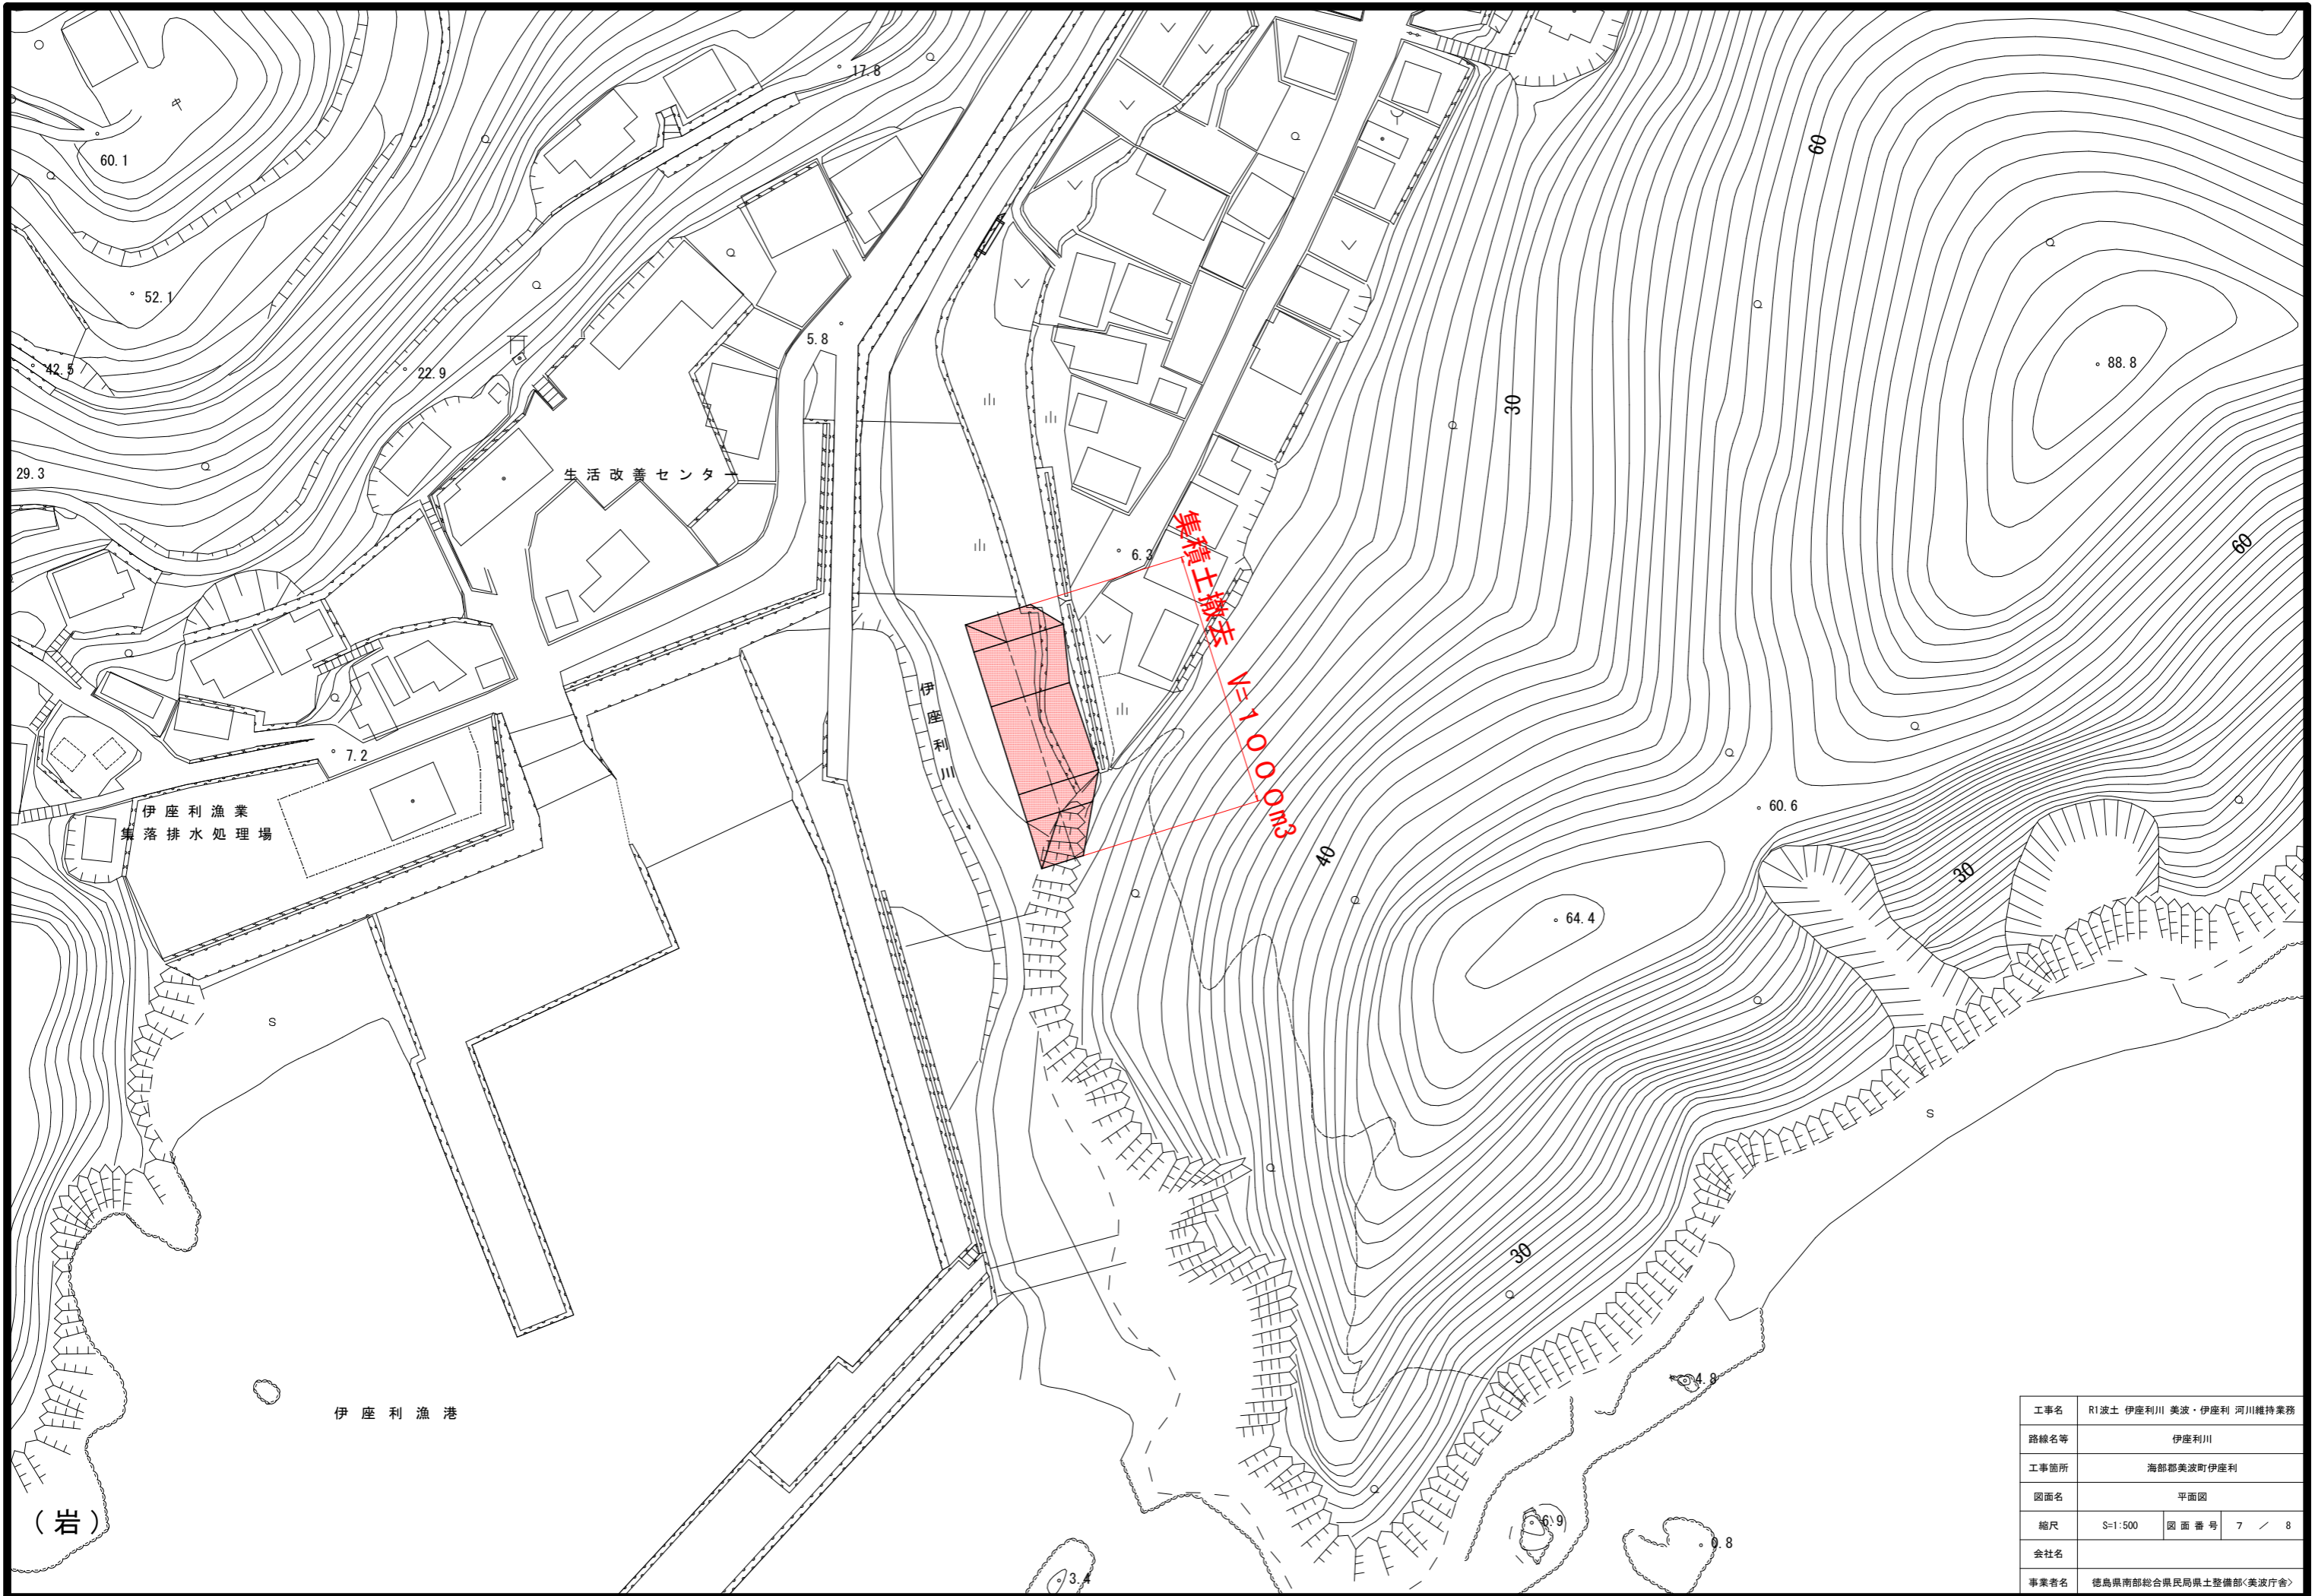 17.8
60.1
60
52.1
5.8
88.8
42.5
22.9
30
29.3
生活改善センター
6.3
60
集積土撤去 V=100m3
伊座利川
7.2
伊座利漁業
集落排水処理場
60.6
40
30
64.4
S
S
30
4.8
伊座利漁港
(岩)
6.9
0.8
3.4
工事名 R1波土 伊座利川 美波・伊座利 河川維持業務
路線名等 伊座利川
工事箇所 海部郡美波町伊座利
図面名 平面図
縮尺 S=1:500 図面番号 7 / 8
会社名
事業者名 徳島県南部総合県民局県土整備部<美波庁舎>